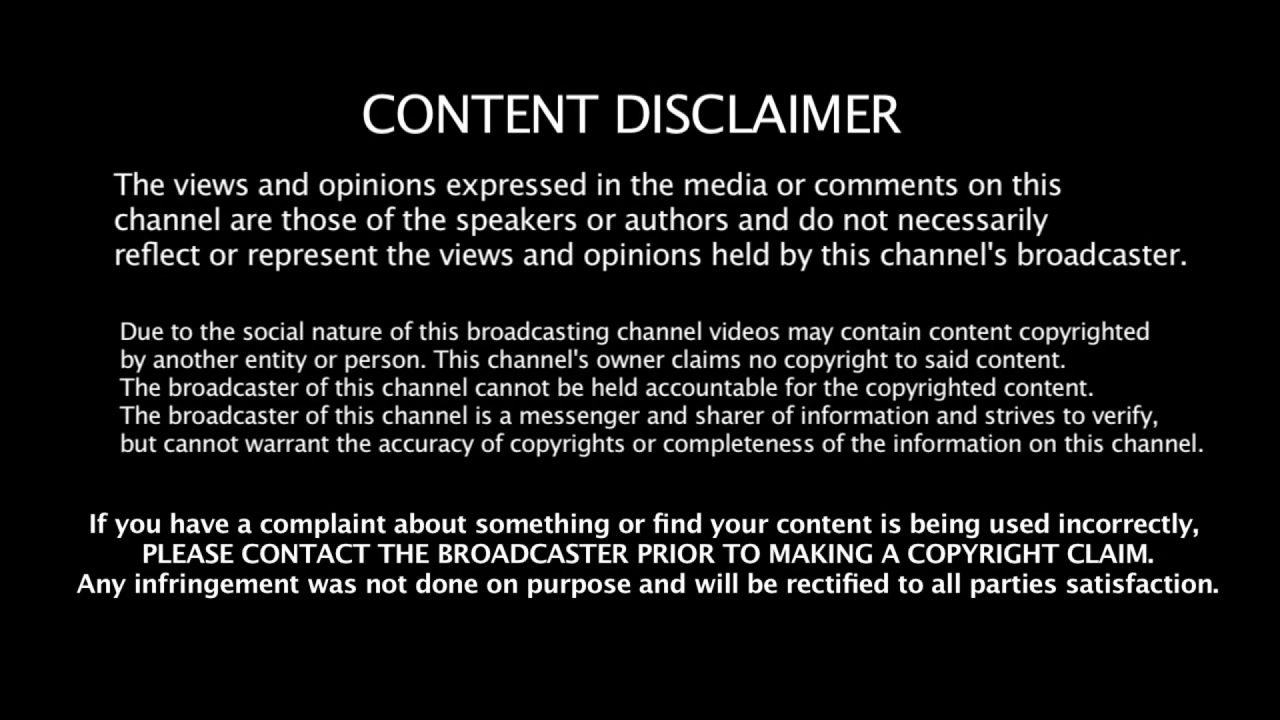 CONTENT DISCLAIMER
The views and opinions expressed in the media or comments on this
channel are those of the speakers or authors and do not necessarily
reflect or represent the views and opinions held by this channel's broadcaster.
Due to the social nature of this broadcasting channel videos may contain content copyrighted
by another entity or person. This channel's owner claims no copyright to said content.
The broadcaster of this channel cannot be held accountable for the copyrighted content.
The broadcaster of this channel is a messenger and sharer of information and strives to verify,
but cannot warrant the accuracy of copyrights or completeness of the information on this channel.
If you have a complaint about something or find your content is being used incorrectly,
PLEASE CONTACT THE BROADCASTER PRIOR TO MAKING A COPYRIGHT CLAIM.
Any infringement was not done on purpose and will be rectified to all parties satisfaction.